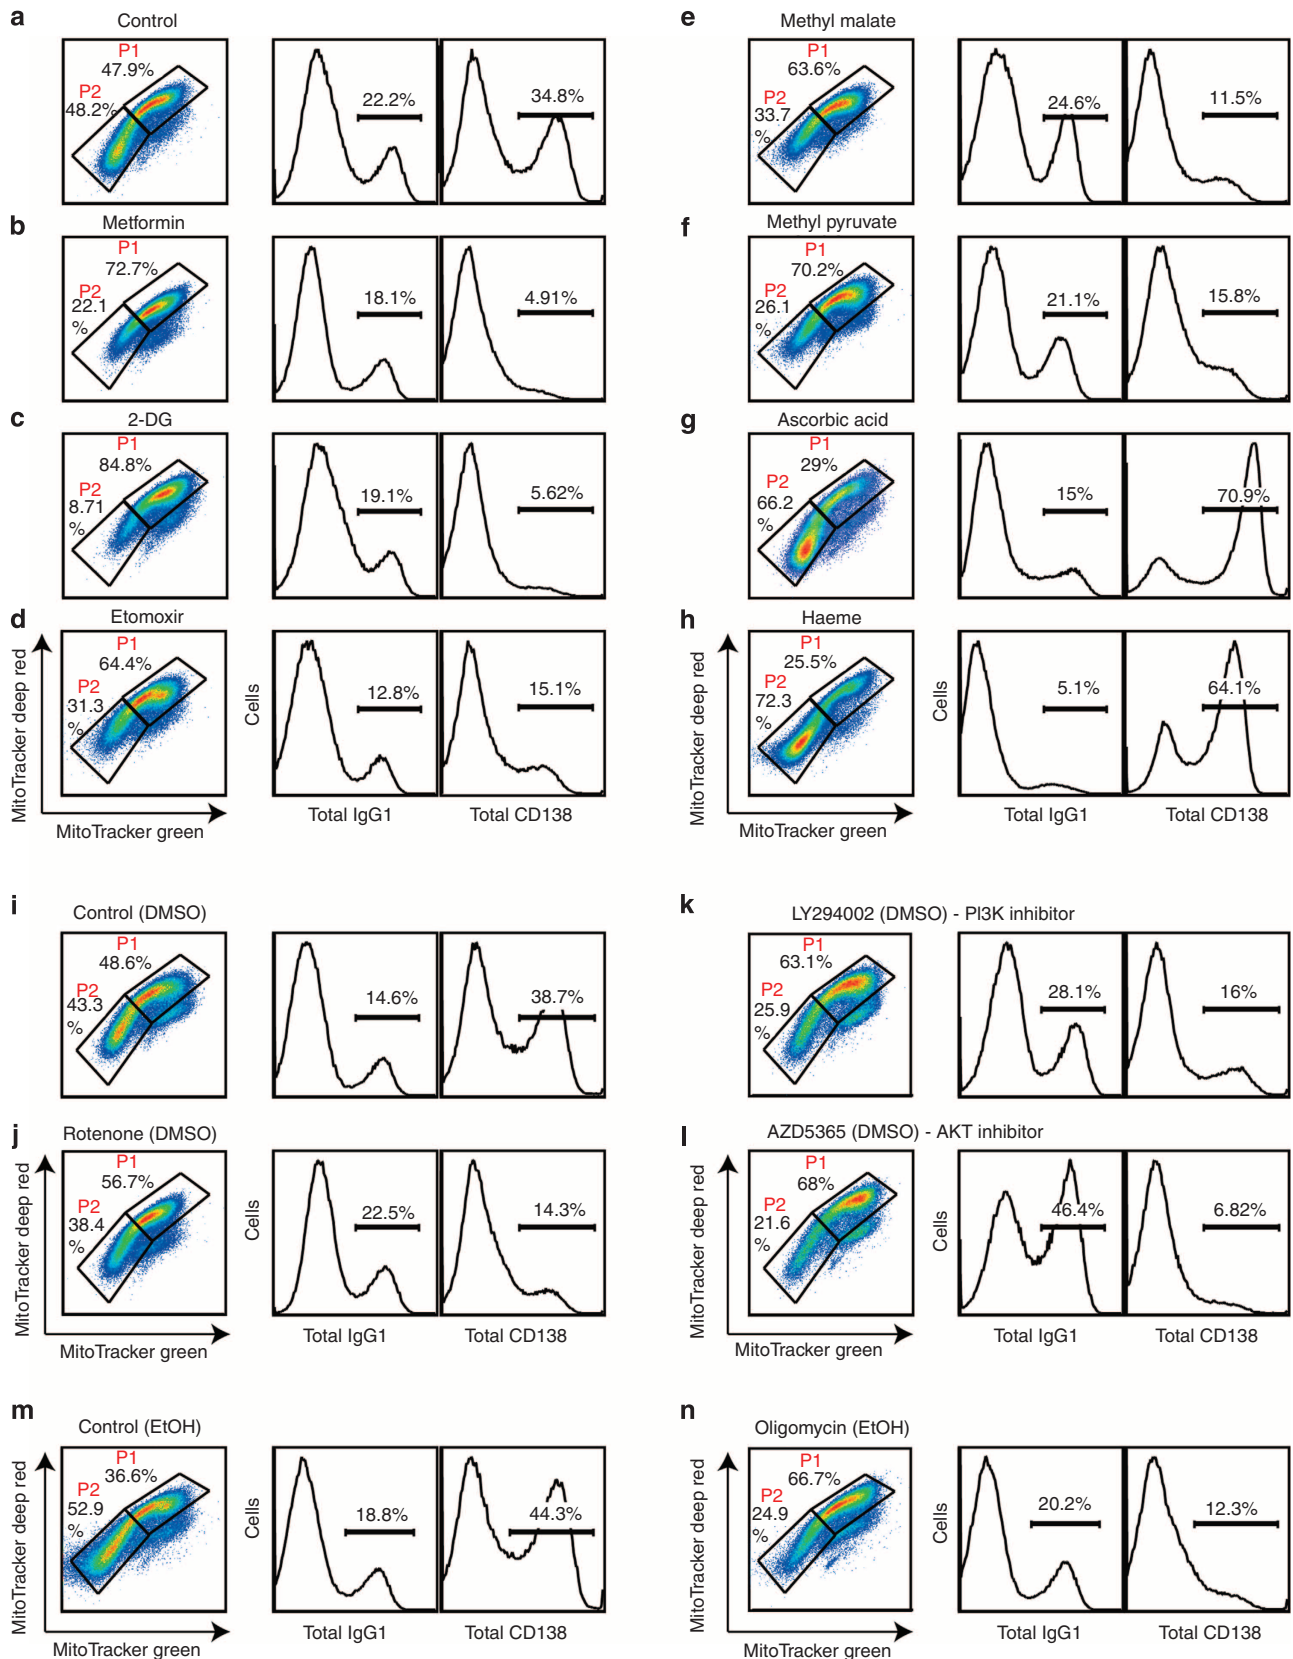 a
Control
P1
47.9%
P2
48.2%
22.2%
34.8%
b
Metformin
P1
72.7%
P2
22.1
%
18.1%
4.91%
c
2-DG
P1
84.8%
P2
8.71
%
19.1%
5.62%
d
Etomoxir
P1
64.4%
P2
31.3
%
12.8%
15.1%
MitoTracker deep red
MitoTracker green
Cells
Total IgG1
Total CD138
e
Methyl malate
P1
63.6%
P2
33.7
%
24.6%
11.5%
f
Methyl pyruvate
P1
70.2%
P2
26.1
%
21.1%
15.8%
g
Ascorbic acid
P1
29%
P2
66.2
%
15%
70.9%
h
Haeme
P1
25.5%
P2
72.3
%
5.1%
64.1%
MitoTracker deep red
MitoTracker green
Cells
Total IgG1
Total CD138
i
Control (DMSO)
P1
48.6%
P2
43.3
%
14.6%
38.7%
j
Rotenone (DMSO)
P1
56.7%
P2
38.4
%
22.5%
14.3%
MitoTracker deep red
MitoTracker green
Cells
Total IgG1
Total CD138
k
LY294002 (DMSO) - PI3K inhibitor
P1
63.1%
P2
25.9
%
28.1%
16%
l
AZD5365 (DMSO) - AKT inhibitor
P1
68%
P2
21.6
%
46.4%
6.82%
MitoTracker deep red
MitoTracker green
Cells
Total IgG1
Total CD138
m
Control (EtOH)
P1
36.6%
P2
52.9
%
18.8%
44.3%
MitoTracker deep red
MitoTracker green
Cells
Total IgG1
Total CD138
n
Oligomycin (EtOH)
P1
66.7%
P2
24.9
%
20.2%
12.3%
MitoTracker deep red
MitoTracker green
Cells
Total IgG1
Total CD138